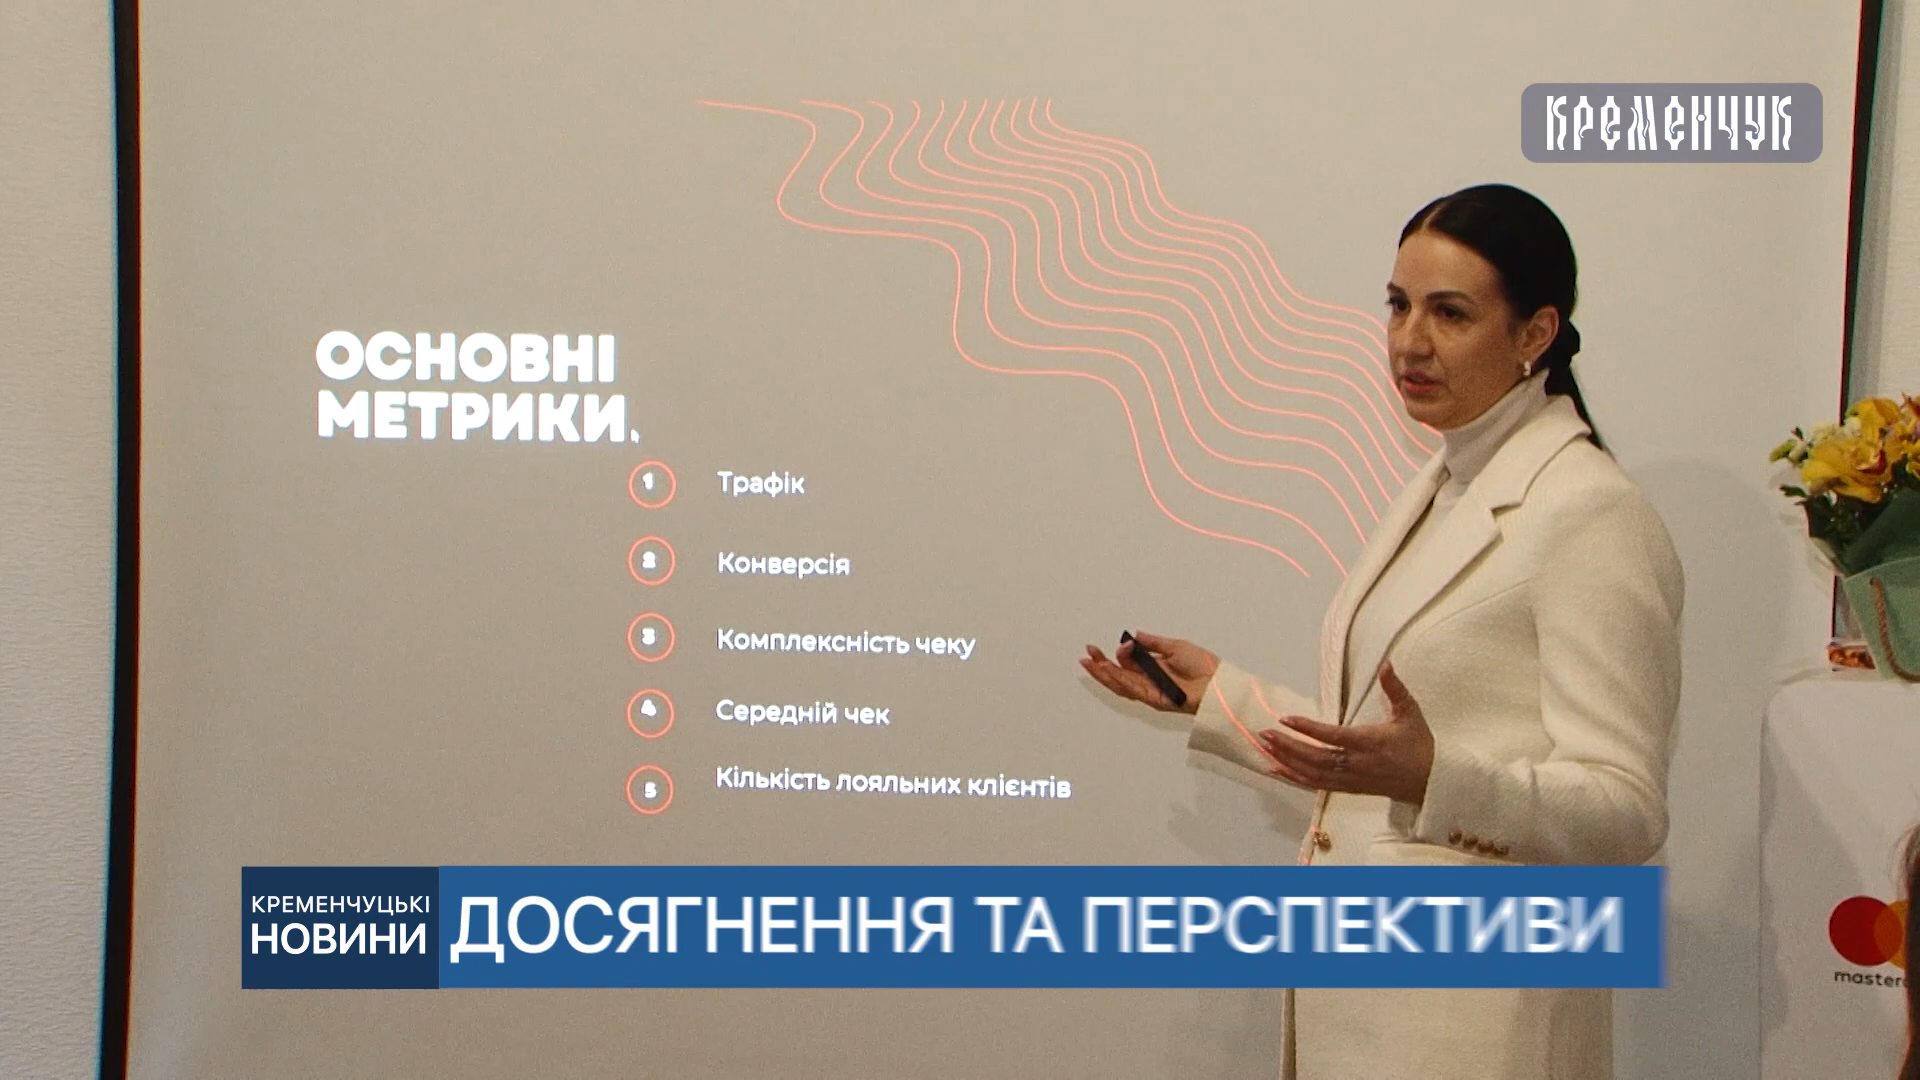 КРЕМЕНЧУК
ОСНОВНІ
МЕТРИКИ.
1 Трафік
2 Конверсія
3 Комплексність чеку
4 Середній чек
5 Кількість лояльних клієнтів
КРЕМЕНЧУЦЬКІ
НОВИНИ
ДОСЯГНЕННЯ ТА ПЕРСПЕКТИВИ